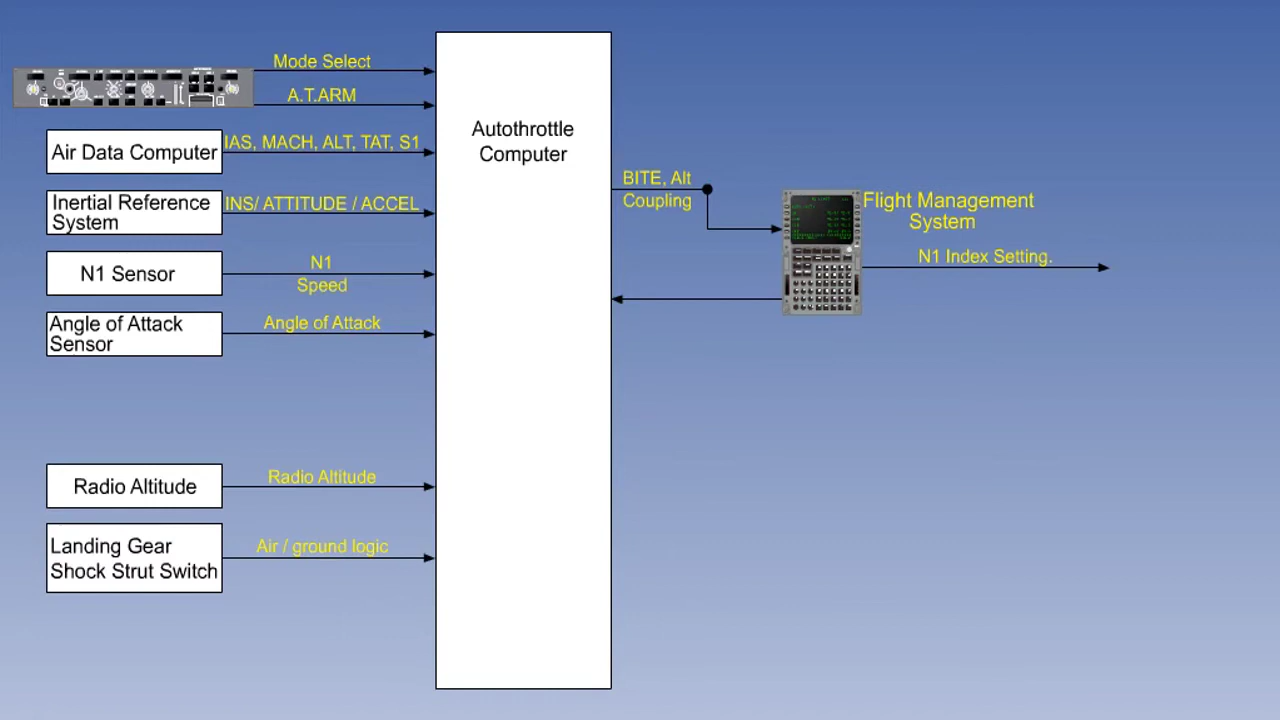 Mode Select
A.T.ARM
Air Data Computer
IAS, MACH, ALT, TAT, S1
Inertial Reference
System
INS/ ATTITUDE / ACCEL
N1 Sensor
N1
Speed
Angle of Attack
Sensor
Angle of Attack
Radio Altitude
Radio Altitude
Landing Gear
Shock Strut Switch
Air / ground logic
Autothrottle
Computer
BITE, Alt
Coupling
Flight Management
System
N1 Index Setting.